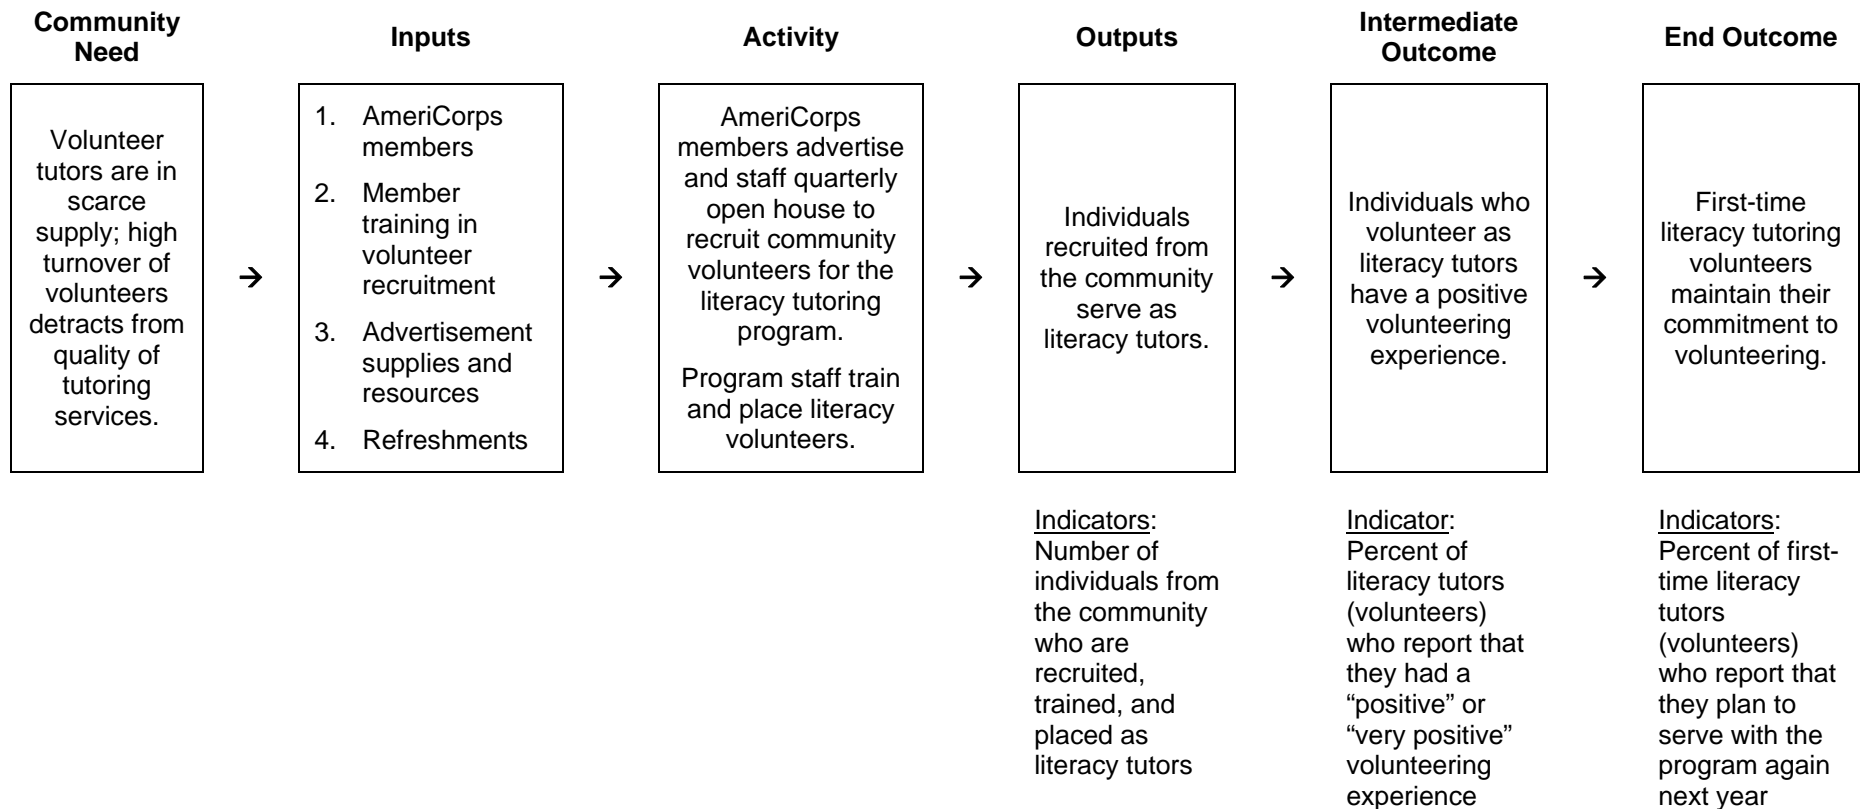 Community
Need
Inputs
Activity
Outputs
Intermediate
Outcome
End Outcome
Volunteer
tutors are in
scarce
supply; high
turnover of
volunteers
detracts from
quality of
tutoring
services.
→
1. AmeriCorps
members
2. Member
training in
volunteer
recruitment
3. Advertisement
supplies and
resources
4. Refreshments
→
AmeriCorps
members advertise
and staff quarterly
open house to
recruit community
volunteers for the
literacy tutoring
program.
Program staff train
and place literacy
volunteers.
→
Individuals
recruited from
the community
serve as
literacy tutors.
→
Individuals who
volunteer as
literacy tutors
have a positive
volunteering
experience.
→
First-time
literacy tutoring
volunteers
maintain their
commitment to
volunteering.
Indicators:
Number of
individuals from
the community
who are
recruited,
trained, and
placed as
literacy tutors
Indicator:
Percent of
literacy tutors
(volunteers)
who report that
they had a
“positive” or
“very positive”
volunteering
experience
Indicators:
Percent of first-
time literacy
tutors
(volunteers)
who report that
they plan to
serve with the
program again
next year